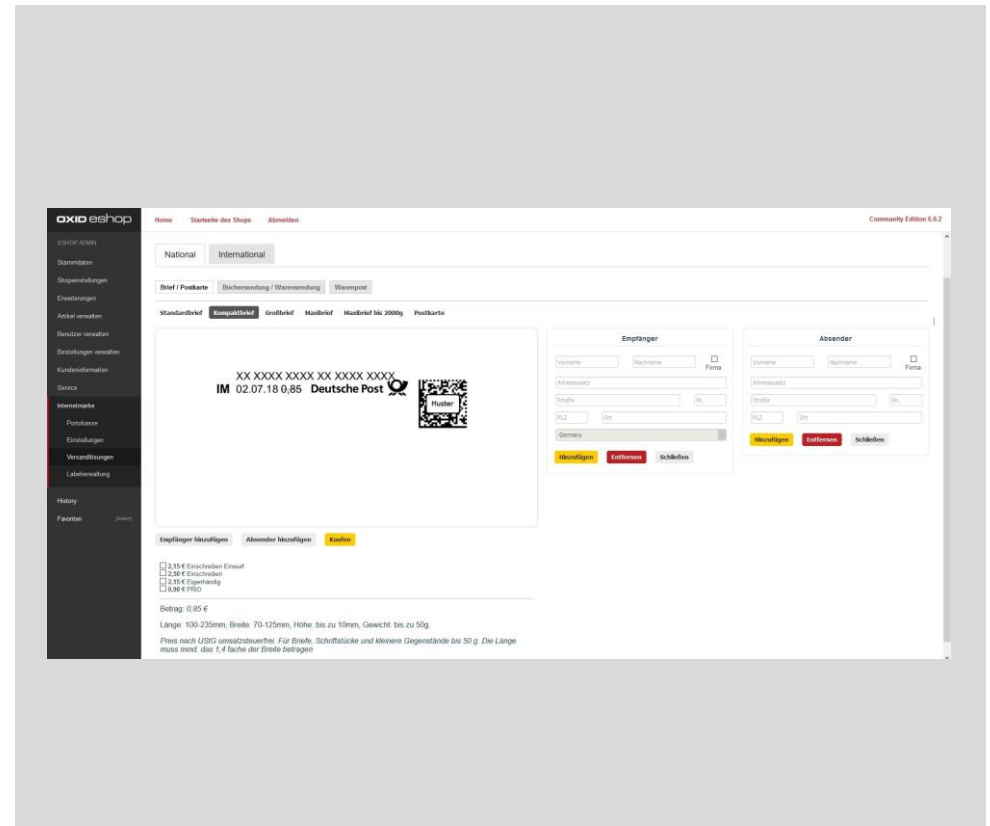 OXID eshop
Home Startseite des Shops Abmelden
Community Edition 6.0.2
ESHOP ADMIN
Stammdaten
Shopeinstellungen
Erweiterungen
Artikel verwalten
Benutzer verwalten
Bestellungen verwalten
Kundeninformation
Service
Internetmarke
Portokasse
Einstellungen
Versandlösungen
Labelverwaltung
History
Favoriten
National International
Brief / Postkarte Büchersendung / Warensendung Warenpost
Standardbrief Kompaktbrief Großbrief Maxibrief Maxibrief bis 2000g Postkarte
XX XXXX XXXX XX XXXX XXXX
IM 02.07.18 0,85 Deutsche Post
Muster
Empfänger hinzufügen Absender hinzufügen Kaufen
2,15 € Einschreiben Einwurf
2,50 € Einschreiben
2,15 € Eigenhändig
0,90 € PRIO
Betrag: 0,85 €
Länge: 100-235mm, Breite: 70-125mm, Höhe: bis zu 10mm, Gewicht: bis zu 50g.
Preis nach UStG umsatzsteuerfrei. Für Briefe, Schriftstücke und kleinere Gegenstände bis 50 g. Die Länge
muss mind. das 1,4 fache der Breite betragen
Empfänger
Vorname Nachname Firma
Adresszusatz
Straße Nr.
PLZ Ort
Germany
Hinzufügen Entfernen Schließen
Absender
Vorname Nachname Firma
Adresszusatz
Straße Nr.
PLZ Ort
Hinzufügen Entfernen Schließen